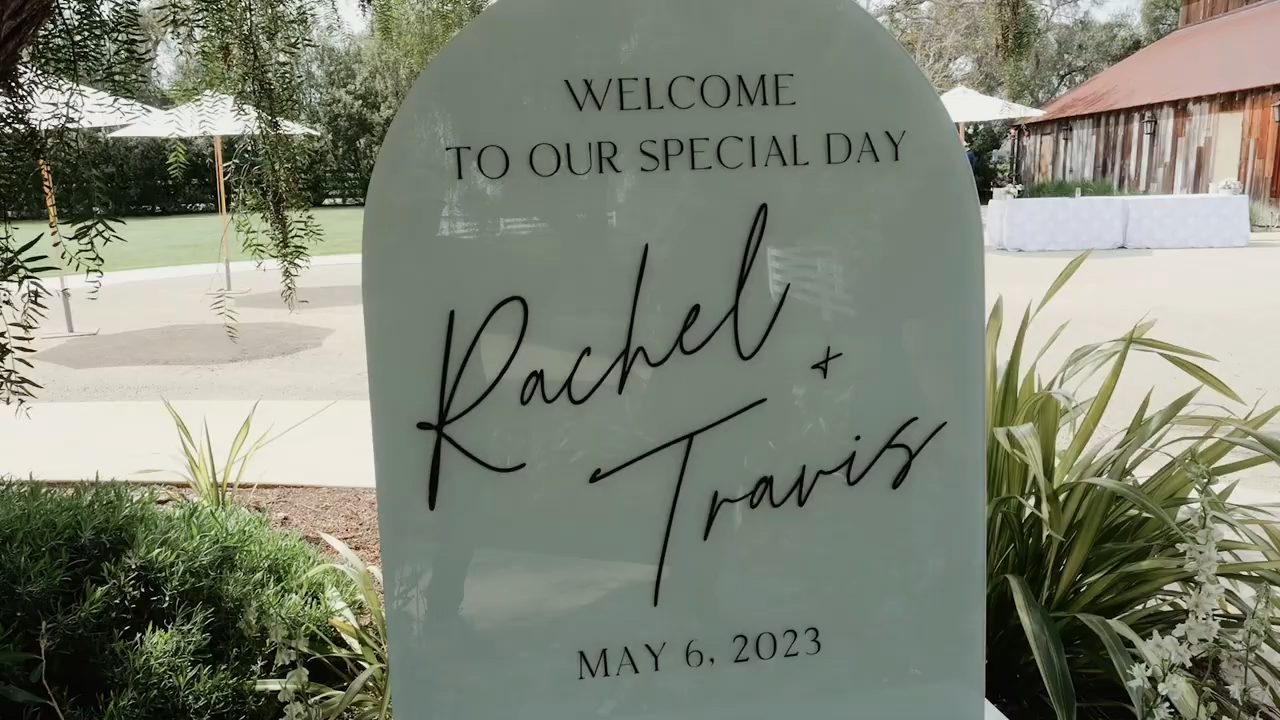 WELCOME
TO OUR SPECIAL DAY
Rachel
+
Travis
MAY 6, 2023